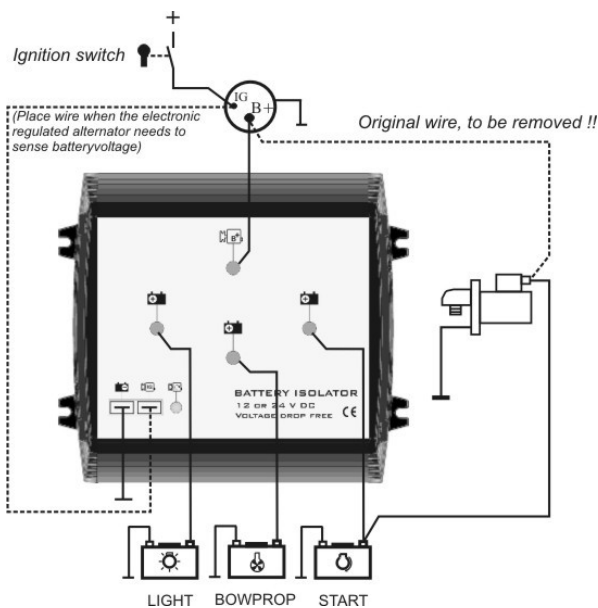 +
Ignition switch
IG
B+
(Place wire when the electronic
regulated alternator needs to
sense batteryvoltage)
Original wire, to be removed !!
B+
BATTERY ISOLATOR
12 OR 24 V DC
VOLTAGE DROP FREE CE
LIGHT
BOWPROP
START